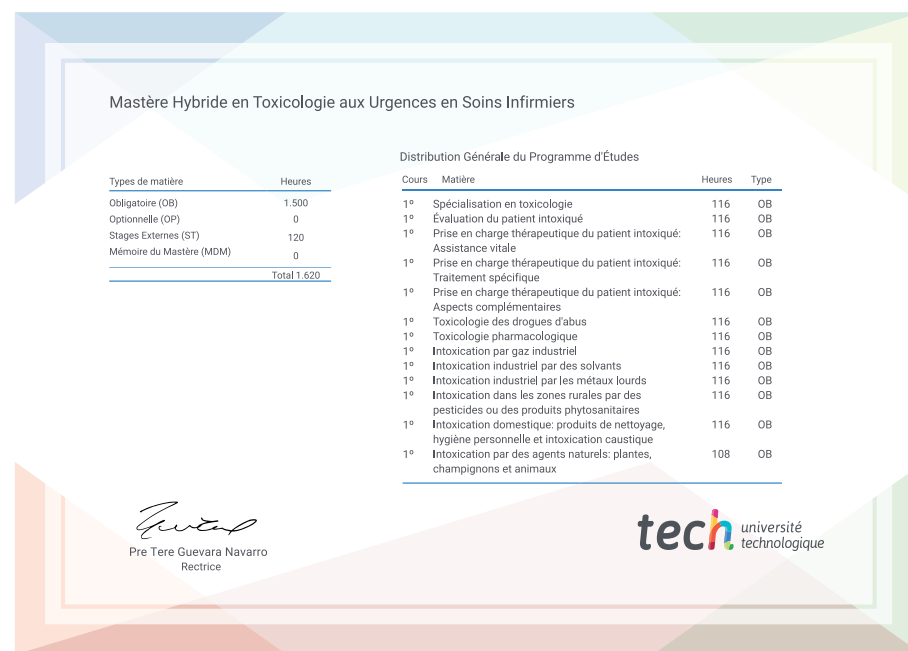 Mastère Hybride en Toxicologie aux Urgences en Soins Infirmiers
Types de matière Heures
Obligatoire (OB) 1.500
Optionnelle (OP) 0
Stages Externes (ST) 120
Mémoire du Mastère (MDM) 0
Total 1.620
Distribution Générale du Programme d'Études
Cours Matière Heures Type
1º Spécialisation en toxicologie 116 OB
1º Évaluation du patient intoxiqué 116 OB
1º Prise en charge thérapeutique du patient intoxiqué: 116 OB
Assistance vitale
1º Prise en charge thérapeutique du patient intoxiqué: 116 OB
Traitement spécifique
1º Prise en charge thérapeutique du patient intoxiqué: 116 OB
Aspects complémentaires
1º Toxicologie des drogues d'abus 116 OB
1º Toxicologie pharmacologique 116 OB
1º Intoxication par gaz industriel 116 OB
1º Intoxication industriel par des solvants 116 OB
1º Intoxication industriel par les métaux lourds 116 OB
1º Intoxication dans les zones rurales par des 116 OB
pesticides ou des produits phytosanitaires
1º Intoxication domestique: produits de nettoyage, 116 OB
hygiène personnelle et intoxication caustique
1º Intoxication par des agents naturels: plantes, 108 OB
champignons et animaux
Pre Tere Guevara Navarro
Rectrice
tech université
technologique